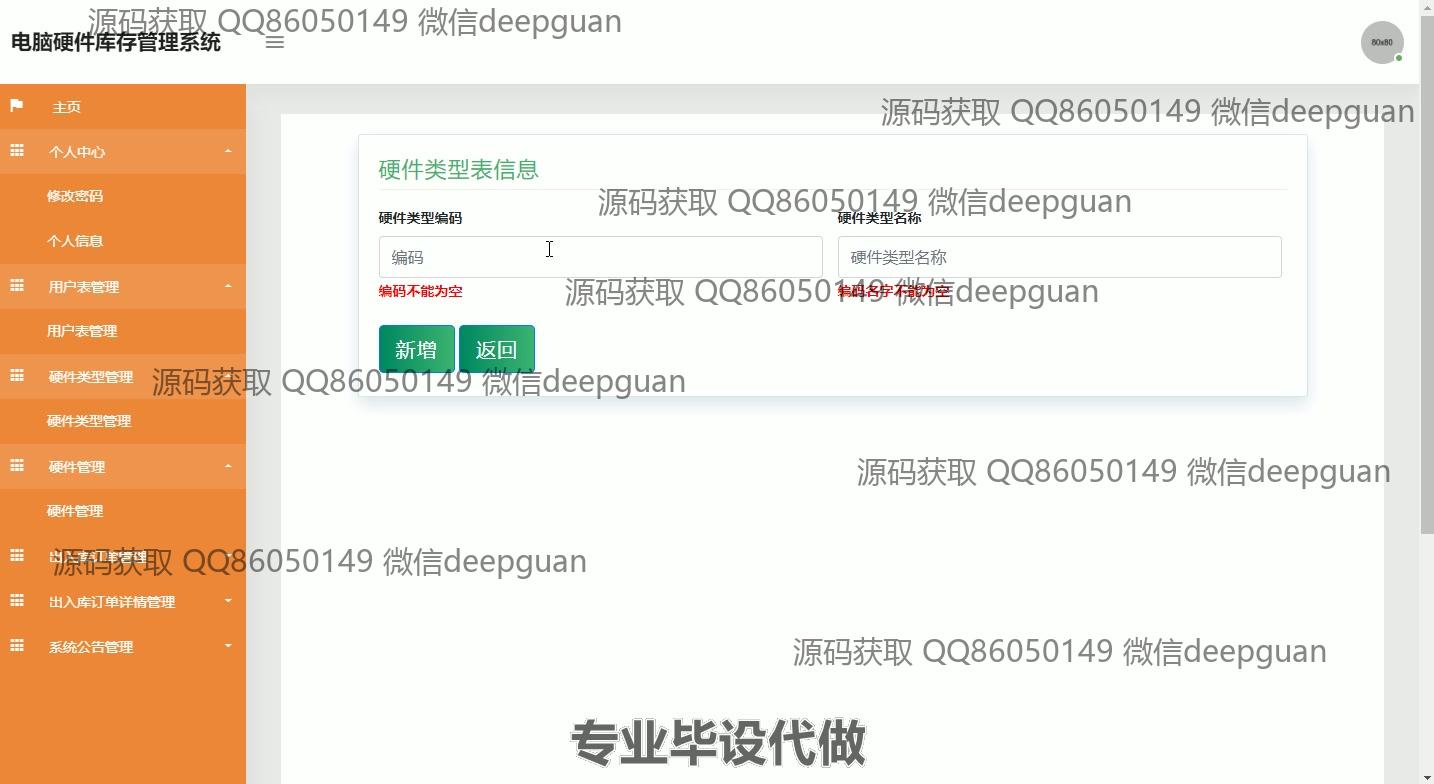 源码获取 QQ86050149 微信deepguan
电脑硬件库存管理系统
80x80
主页
源码获取 QQ86050149 微信deepguan
个人中心
硬件类型表信息
修改密码
源码获取 QQ86050149 微信deepguan
硬件类型编码
硬件类型名称
个人信息
编码
硬件类型名称
用户表管理
编码不能为空
源码获取 QQ86050149 微信deepguan
编码名字不能为空
用户表管理
新增
返回
硬件类型管理
源码获取 QQ86050149 微信deepguan
硬件类型管理
硬件管理
源码获取 QQ86050149 微信deepguan
硬件管理
出入库订单管理
源码获取 QQ86050149 微信deepguan
出入库订单详情管理
系统公告管理
源码获取 QQ86050149 微信deepguan
专业毕设代做